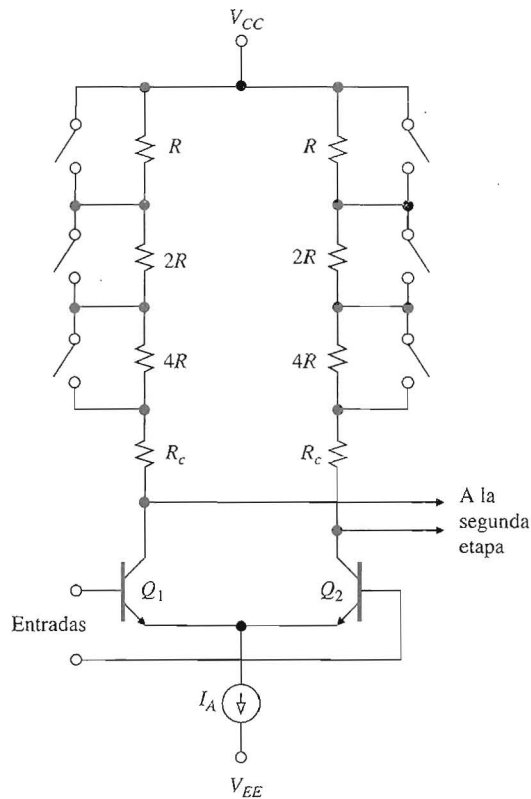 V_CC
R
R
2R
2R
4R
4R
R_c
R_c
A la
segunda
etapa
Q_1
Q_2
Entradas
I_A
V_EE